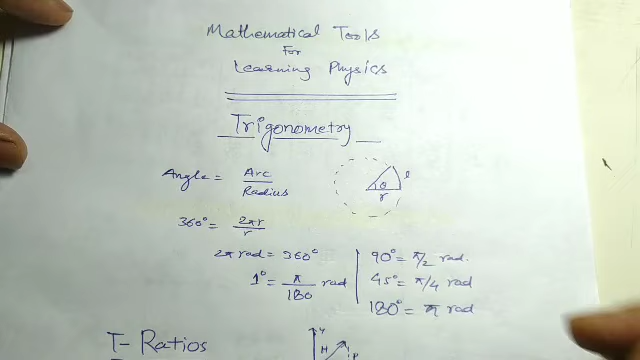 Mathematical Tools
For
Learning Physics
Trigonometry
Angle = Arc / Radius
θ l
r
360° = 2πr / r
2π rad = 360°
1° = π / 180 rad
90° = π/2 rad.
45° = π/4 rad
180° = π rad
T- Ratios
y
H P